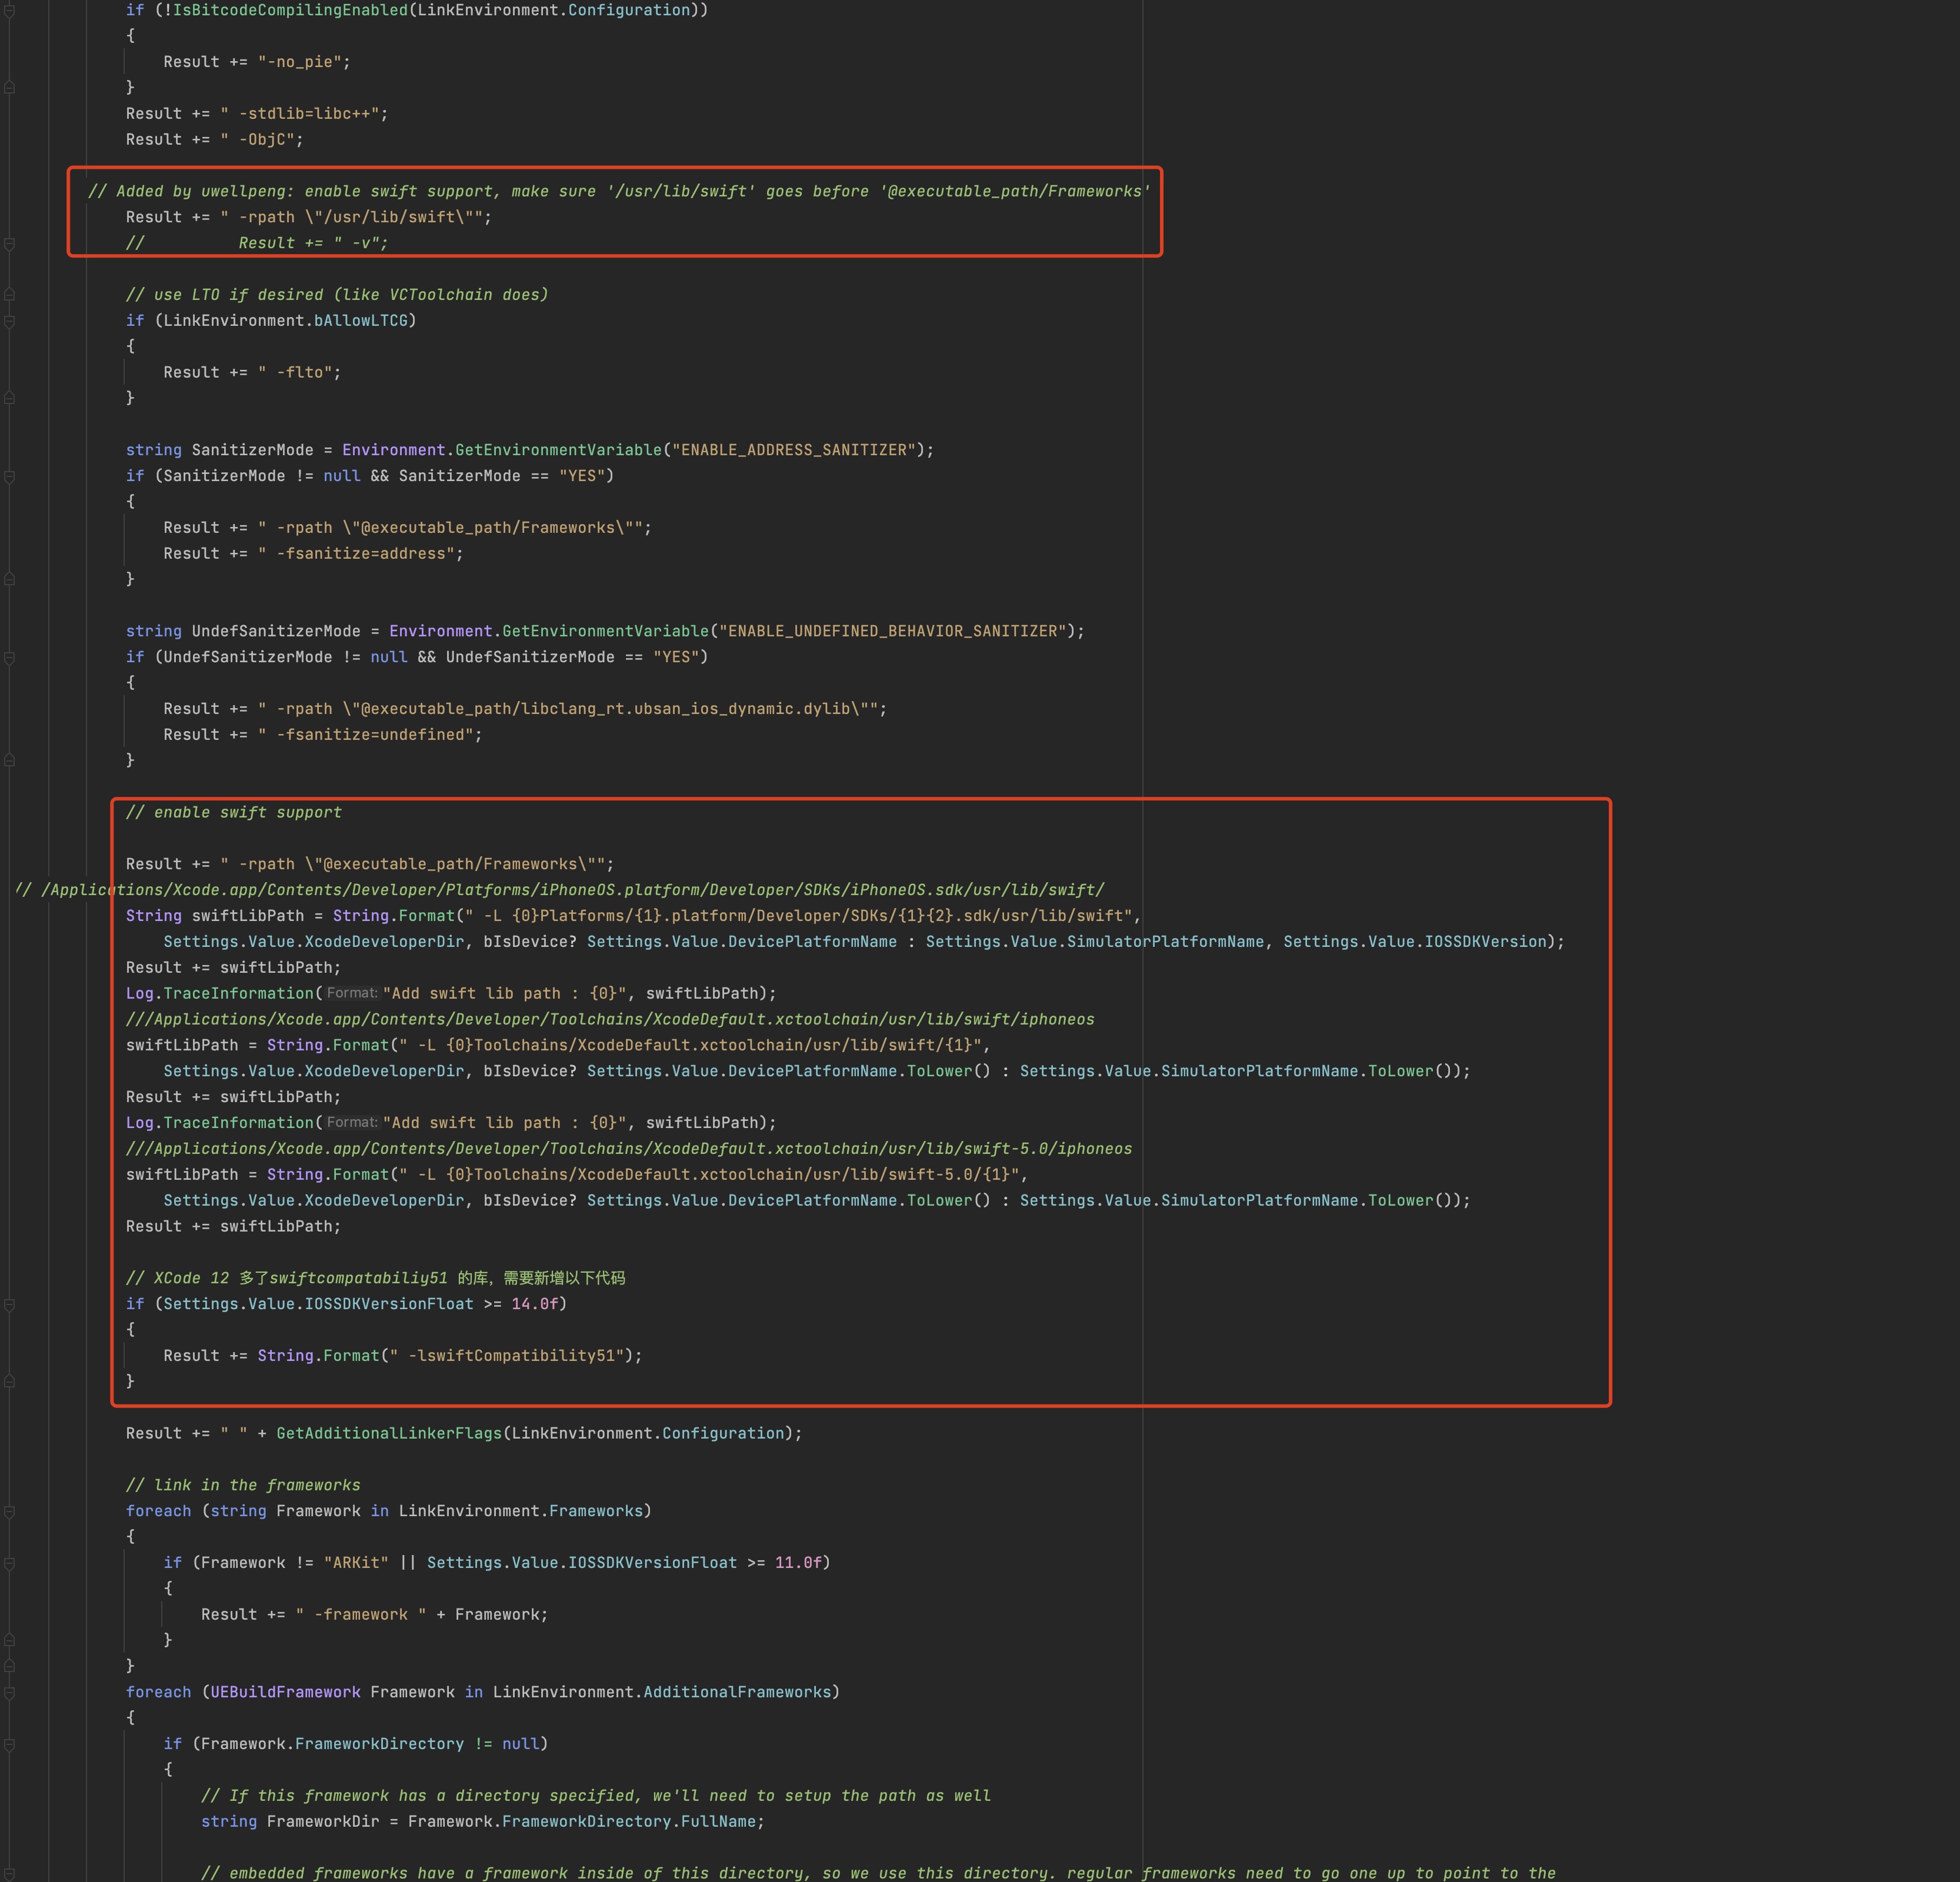 if (!IsBitcodeCompilingEnabled(LinkEnvironment.Configuration))
{
Result += "-no_pie";
}
Result += " -stdlib=libc++";
Result += " -ObjC";
// Added by uwellpeng: enable swift support, make sure '/usr/lib/swift' goes before '@executable_path/Frameworks'
Result += " -rpath \"/usr/lib/swift\"";
//          Result += " -v";
// use LTO if desired (like VCToolchain does)
if (LinkEnvironment.bAllowLTCG)
{
Result += " -flto";
}
string SanitizerMode = Environment.GetEnvironmentVariable("ENABLE_ADDRESS_SANITIZER");
if (SanitizerMode != null && SanitizerMode == "YES")
{
Result += " -rpath \"@executable_path/Frameworks\"";
Result += " -fsanitize=address";
}
string UndefSanitizerMode = Environment.GetEnvironmentVariable("ENABLE_UNDEFINED_BEHAVIOR_SANITIZER");
if (UndefSanitizerMode != null && UndefSanitizerMode == "YES")
{
Result += " -rpath \"@executable_path/libclang_rt.ubsan_ios_dynamic.dylib\"";
Result += " -fsanitize=undefined";
}
// enable swift support
Result += " -rpath \"@executable_path/Frameworks\"";
// /Applications/Xcode.app/Contents/Developer/Platforms/iPhoneOS.platform/Developer/SDKs/iPhoneOS.sdk/usr/lib/swift/
String swiftLibPath = String.Format(" -L {0}Platforms/{1}.platform/Developer/SDKs/{1}{2}.sdk/usr/lib/swift",
Settings.Value.XcodeDeveloperDir, bIsDevice? Settings.Value.DevicePlatformName : Settings.Value.SimulatorPlatformName, Settings.Value.IOSSDKVersion);
Result += swiftLibPath;
Log.TraceInformation( Format: "Add swift lib path : {0}", swiftLibPath);
///Applications/Xcode.app/Contents/Developer/Toolchains/XcodeDefault.xctoolchain/usr/lib/swift/iphoneos
swiftLibPath = String.Format(" -L {0}Toolchains/XcodeDefault.xctoolchain/usr/lib/swift/{1}",
Settings.Value.XcodeDeveloperDir, bIsDevice? Settings.Value.DevicePlatformName.ToLower() : Settings.Value.SimulatorPlatformName.ToLower());
Result += swiftLibPath;
Log.TraceInformation( Format: "Add swift lib path : {0}", swiftLibPath);
///Applications/Xcode.app/Contents/Developer/Toolchains/XcodeDefault.xctoolchain/usr/lib/swift-5.0/iphoneos
swiftLibPath = String.Format(" -L {0}Toolchains/XcodeDefault.xctoolchain/usr/lib/swift-5.0/{1}",
Settings.Value.XcodeDeveloperDir, bIsDevice? Settings.Value.DevicePlatformName.ToLower() : Settings.Value.SimulatorPlatformName.ToLower());
Result += swiftLibPath;
// XCode 12 多了swiftcompatabiliy51 的库，需要新增以下代码
if (Settings.Value.IOSSDKVersionFloat >= 14.0f)
{
Result += String.Format(" -lswiftCompatibility51");
}
Result += " " + GetAdditionalLinkerFlags(LinkEnvironment.Configuration);
// link in the frameworks
foreach (string Framework in LinkEnvironment.Frameworks)
{
if (Framework != "ARKit" || Settings.Value.IOSSDKVersionFloat >= 11.0f)
{
Result += " -framework " + Framework;
}
}
foreach (UEBuildFramework Framework in LinkEnvironment.AdditionalFrameworks)
{
if (Framework.FrameworkDirectory != null)
{
// If this framework has a directory specified, we'll need to setup the path as well
string FrameworkDir = Framework.FrameworkDirectory.FullName;
// embedded frameworks have a framework inside of this directory, so we use this directory. regular frameworks need to go one up to point to the